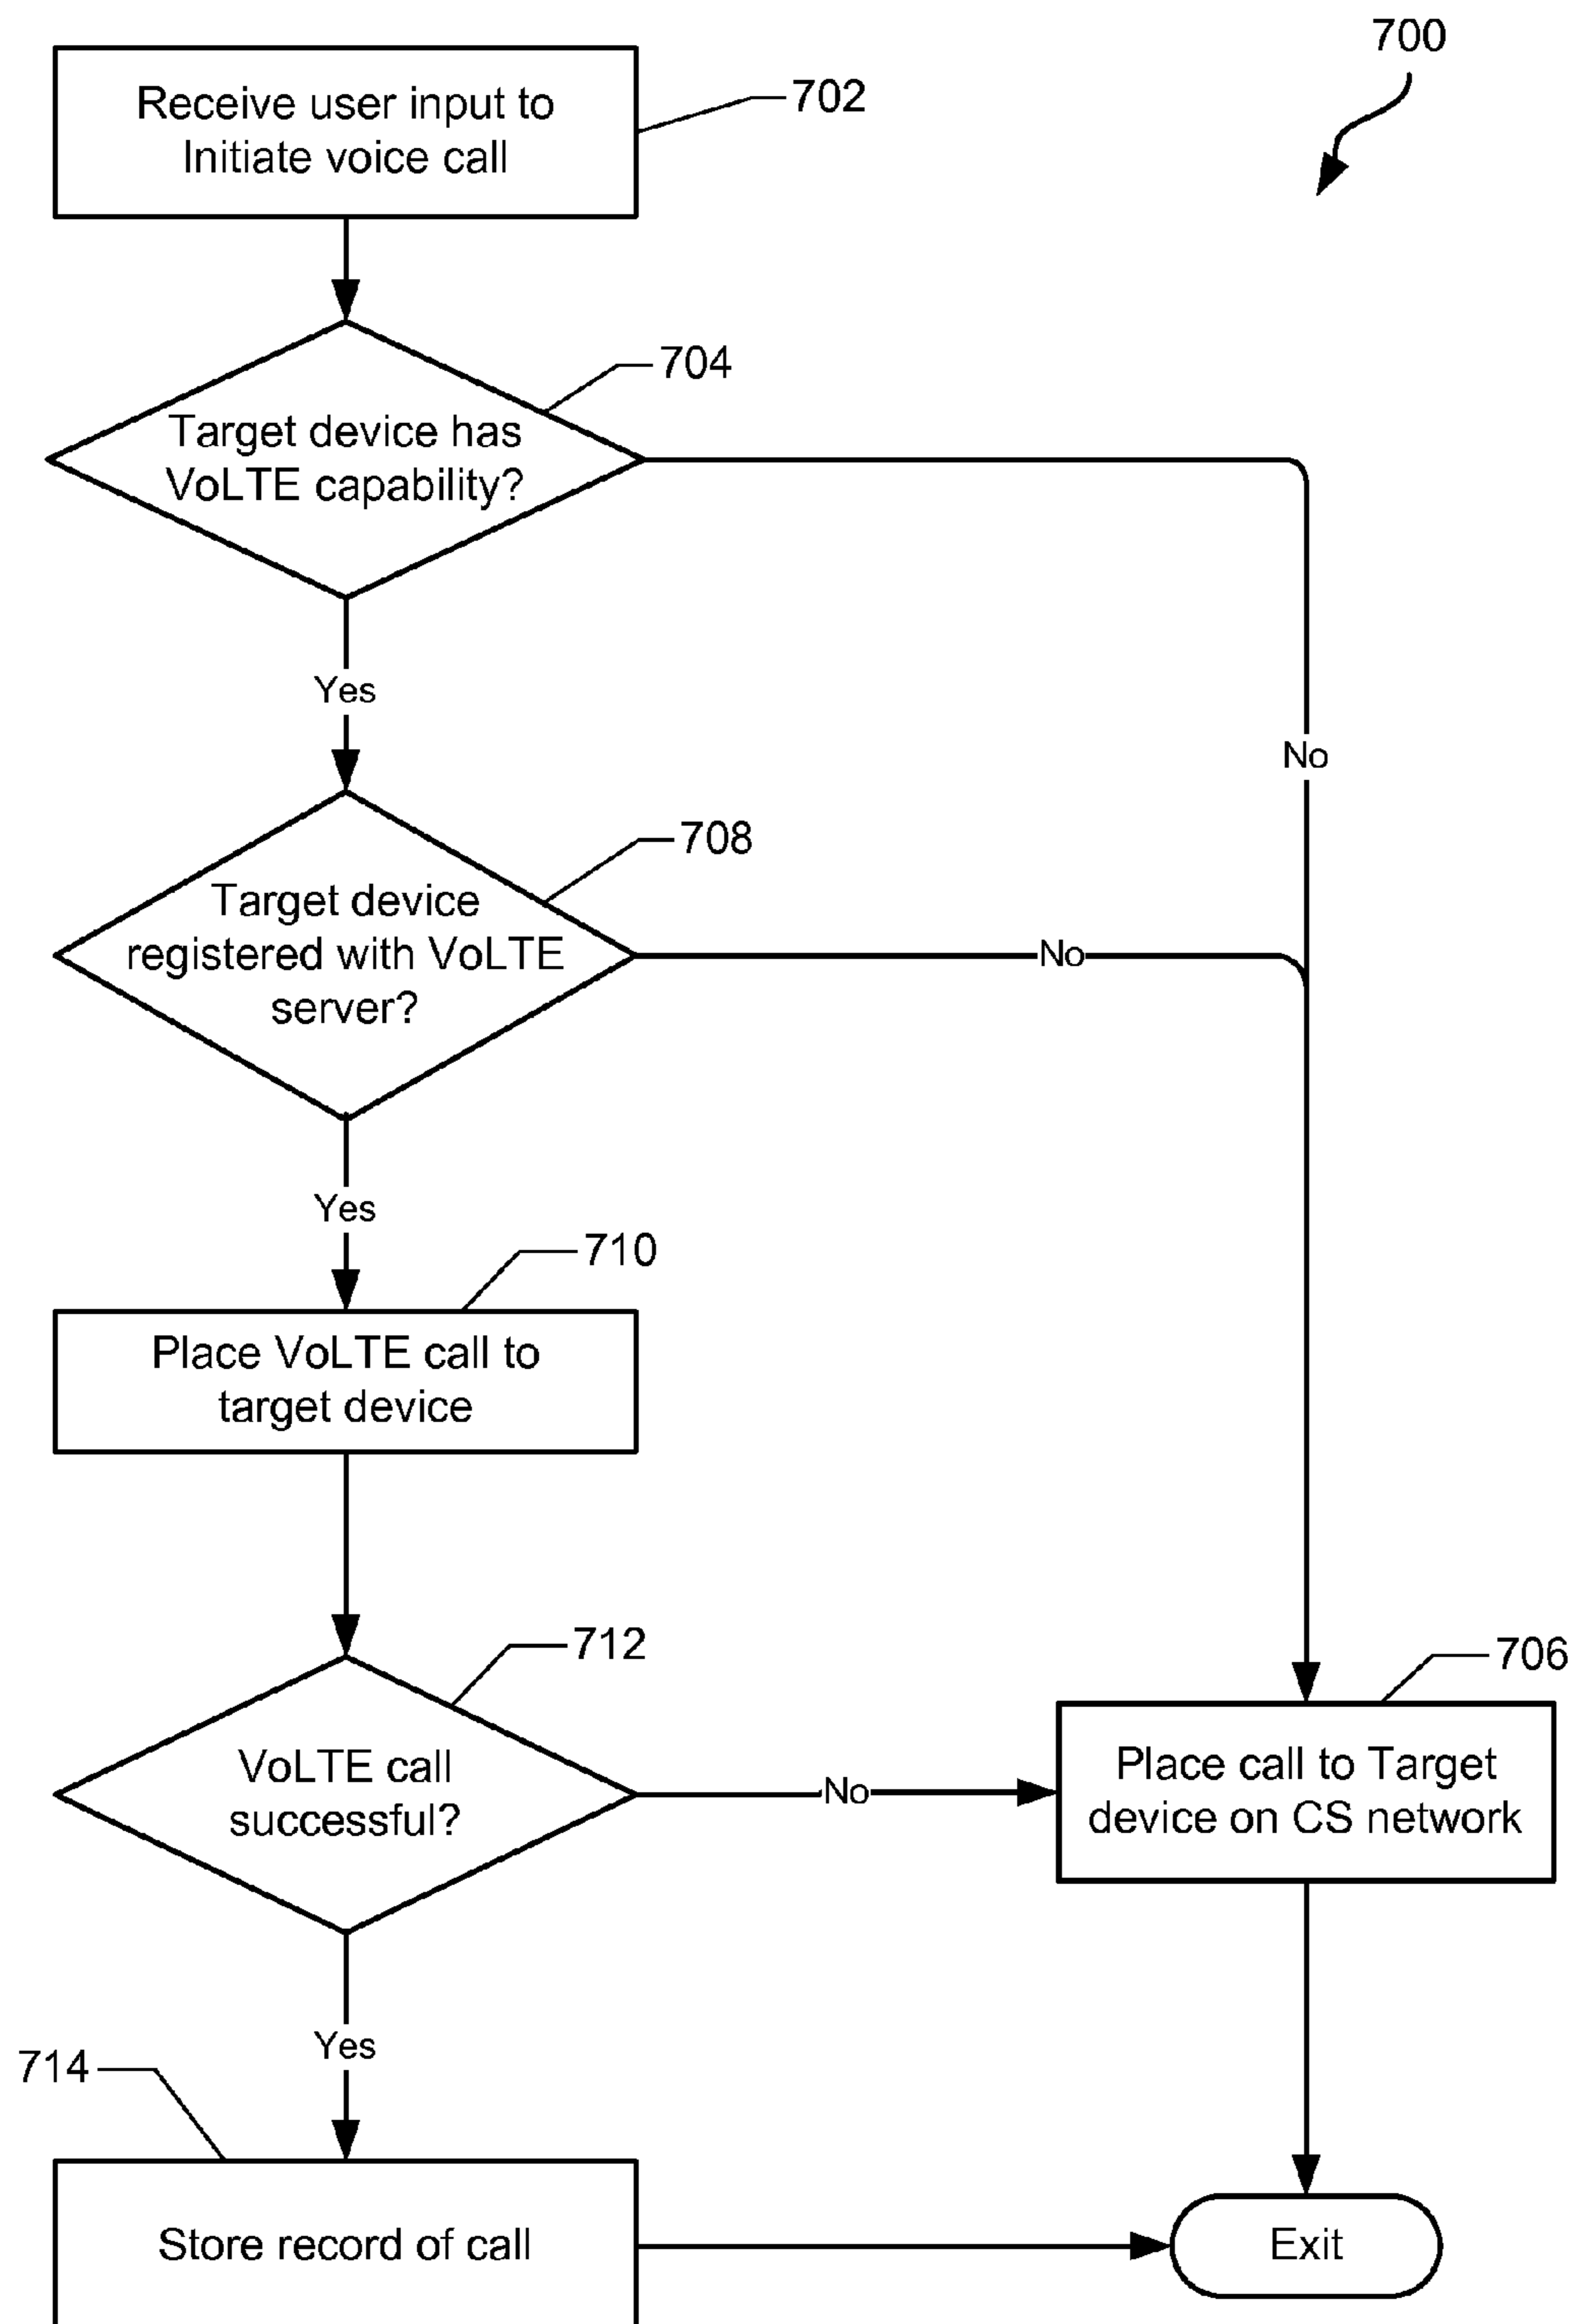 700
Receive user input to
Initiate voice call
702
704
Target device has
VoLTE capability?
Yes
No
708
Target device
registered with VoLTE
server?
No
Yes
710
Place VoLTE call to
target device
712
706
VoLTE call
successful?
No
Place call to Target
device on CS network
Yes
714
Store record of call
Exit